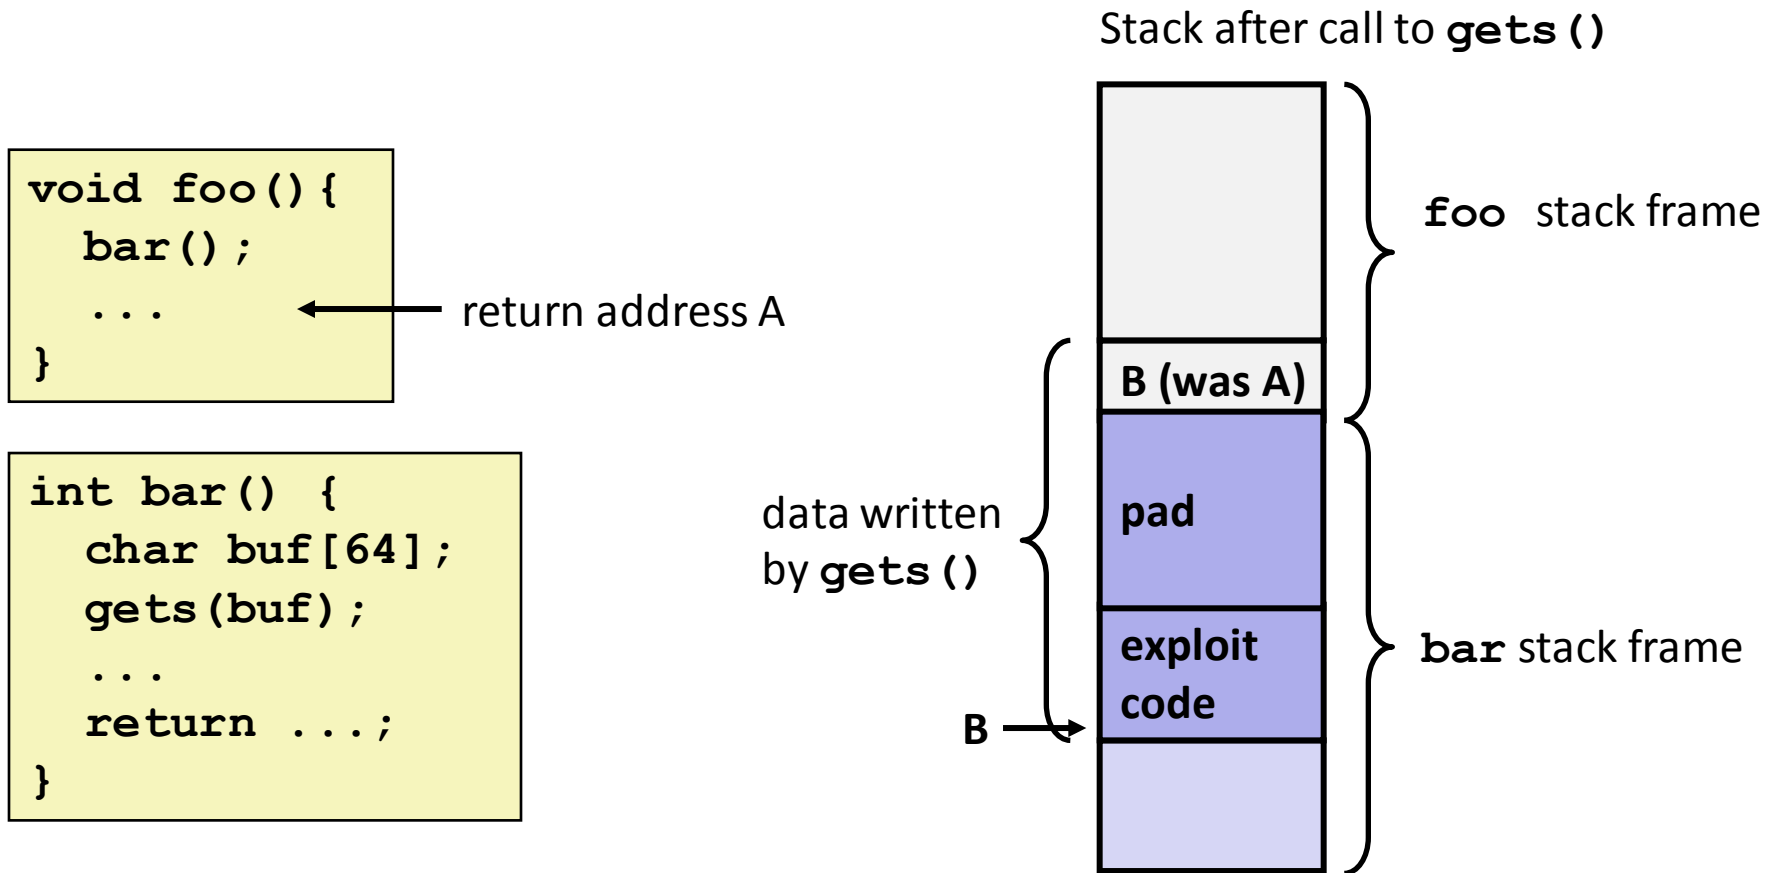 Stack after call to gets()
void foo(){
bar();
...
}
return address A
int bar() {
char buf[64];
gets(buf);
...
return ...;
}
foo stack frame
B (was A)
data written
by gets()
pad
exploit
code
B
bar stack frame